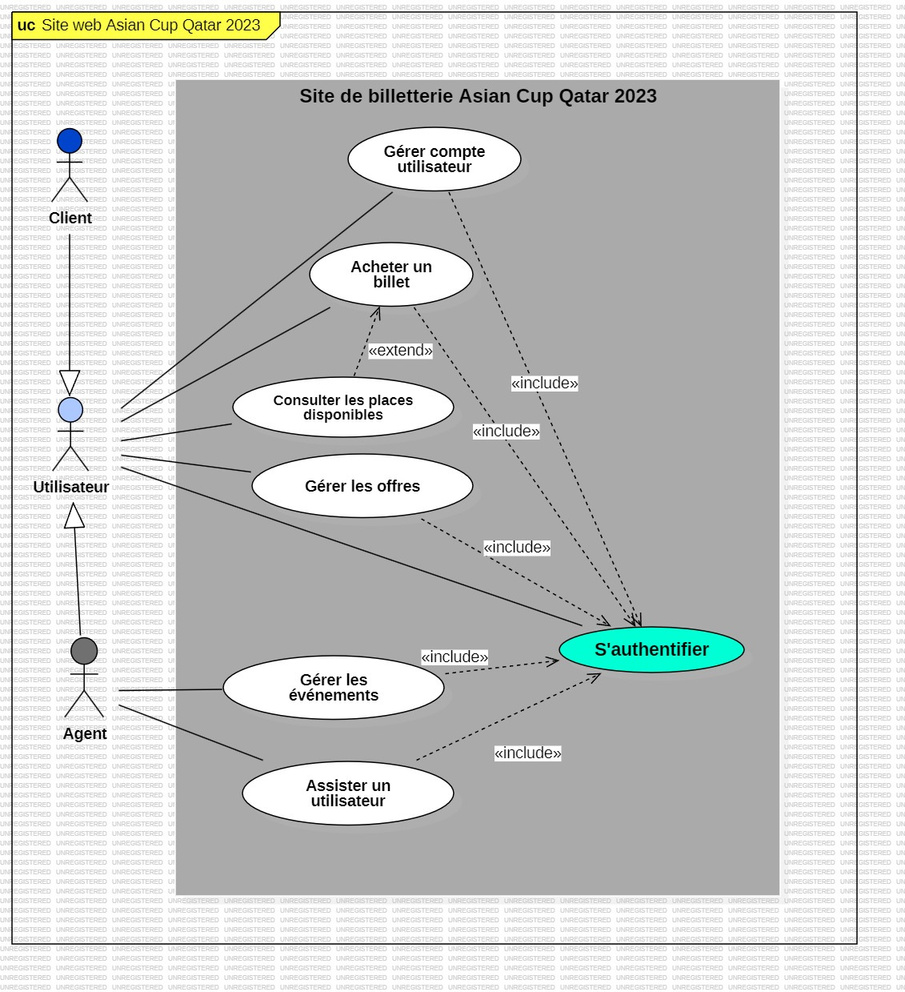 uc Site web Asian Cup Qatar 2023
Site de billetterie Asian Cup Qatar 2023
Gérer compte
utilisateur
Client
Acheter un
billet
«extend»
«include»
Consulter les places
disponibles
«include»
Utilisateur
Gérer les offres
«include»
S'authentifier
«include»
Gérer les
événements
Agent
«include»
Assister un
utilisateur
UNREGISTERED